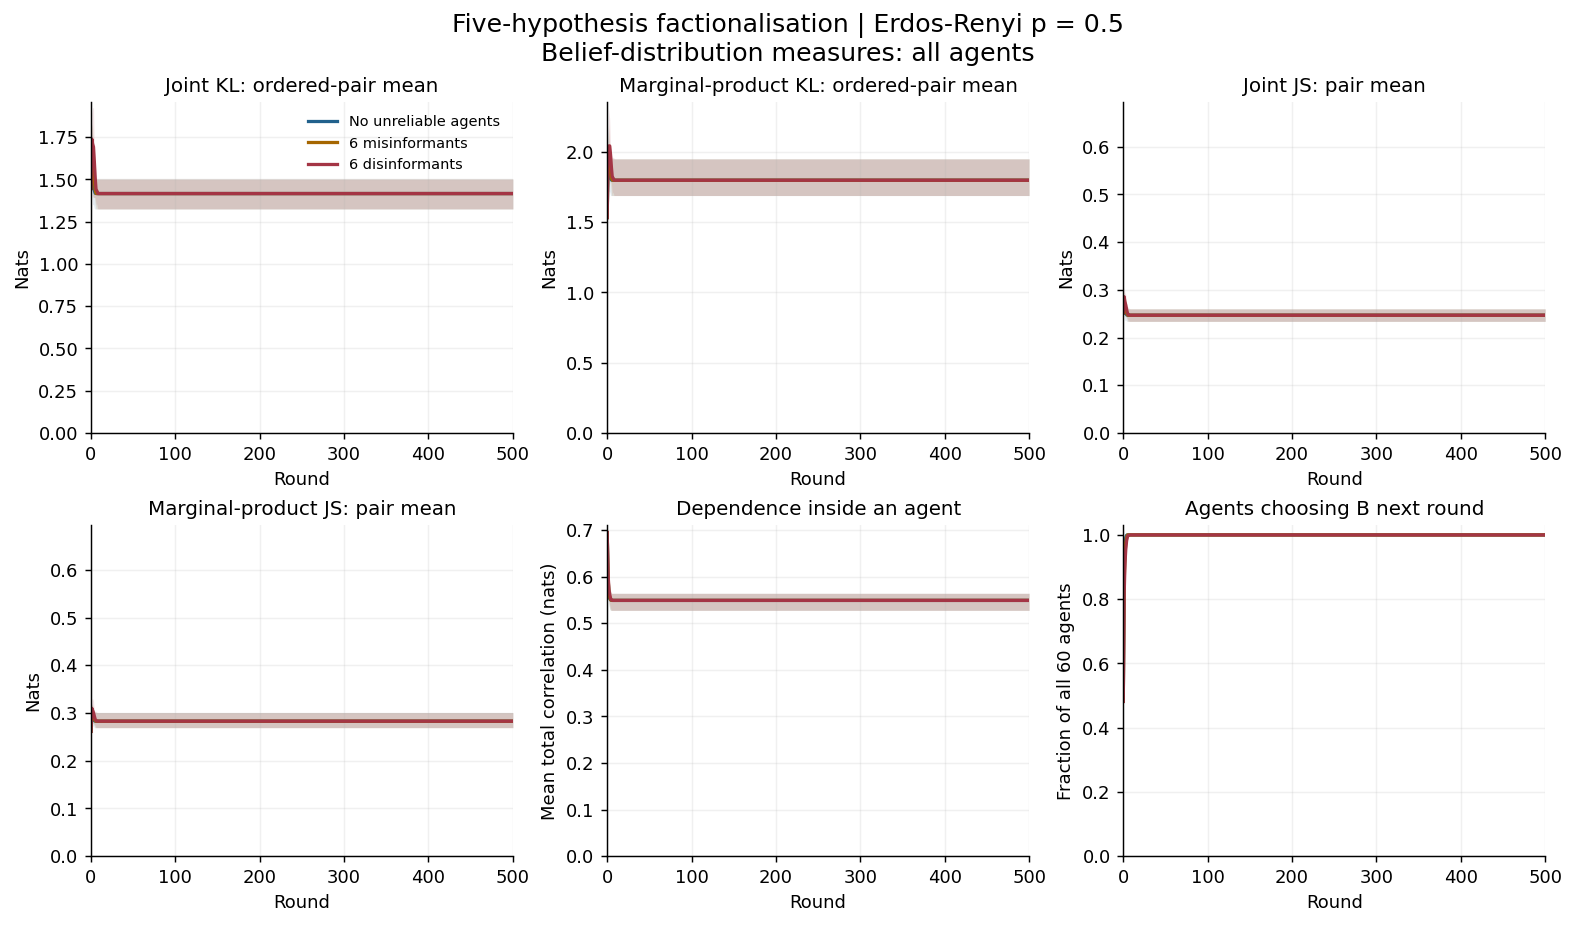 Five-hypothesis factionalisation | Erdos-Renyi p = 0.5
Belief-distribution measures: all agents
Joint KL: ordered-pair mean
No unreliable agents
6 misinformants
6 disinformants
Nats
1.75
1.50
1.25
1.00
0.75
0.50
0.25
0.00
0 100 200 300 400 500
Round
Marginal-product KL: ordered-pair mean
Nats
2.0
1.5
1.0
0.5
0.0
0 100 200 300 400 500
Round
Joint JS: pair mean
Nats
0.6
0.5
0.4
0.3
0.2
0.1
0.0
0 100 200 300 400 500
Round
Marginal-product JS: pair mean
Nats
0.6
0.5
0.4
0.3
0.2
0.1
0.0
0 100 200 300 400 500
Round
Dependence inside an agent
Mean total correlation (nats)
0.7
0.6
0.5
0.4
0.3
0.2
0.1
0.0
0 100 200 300 400 500
Round
Agents choosing B next round
Fraction of all 60 agents
1.0
0.8
0.6
0.4
0.2
0.0
0 100 200 300 400 500
Round